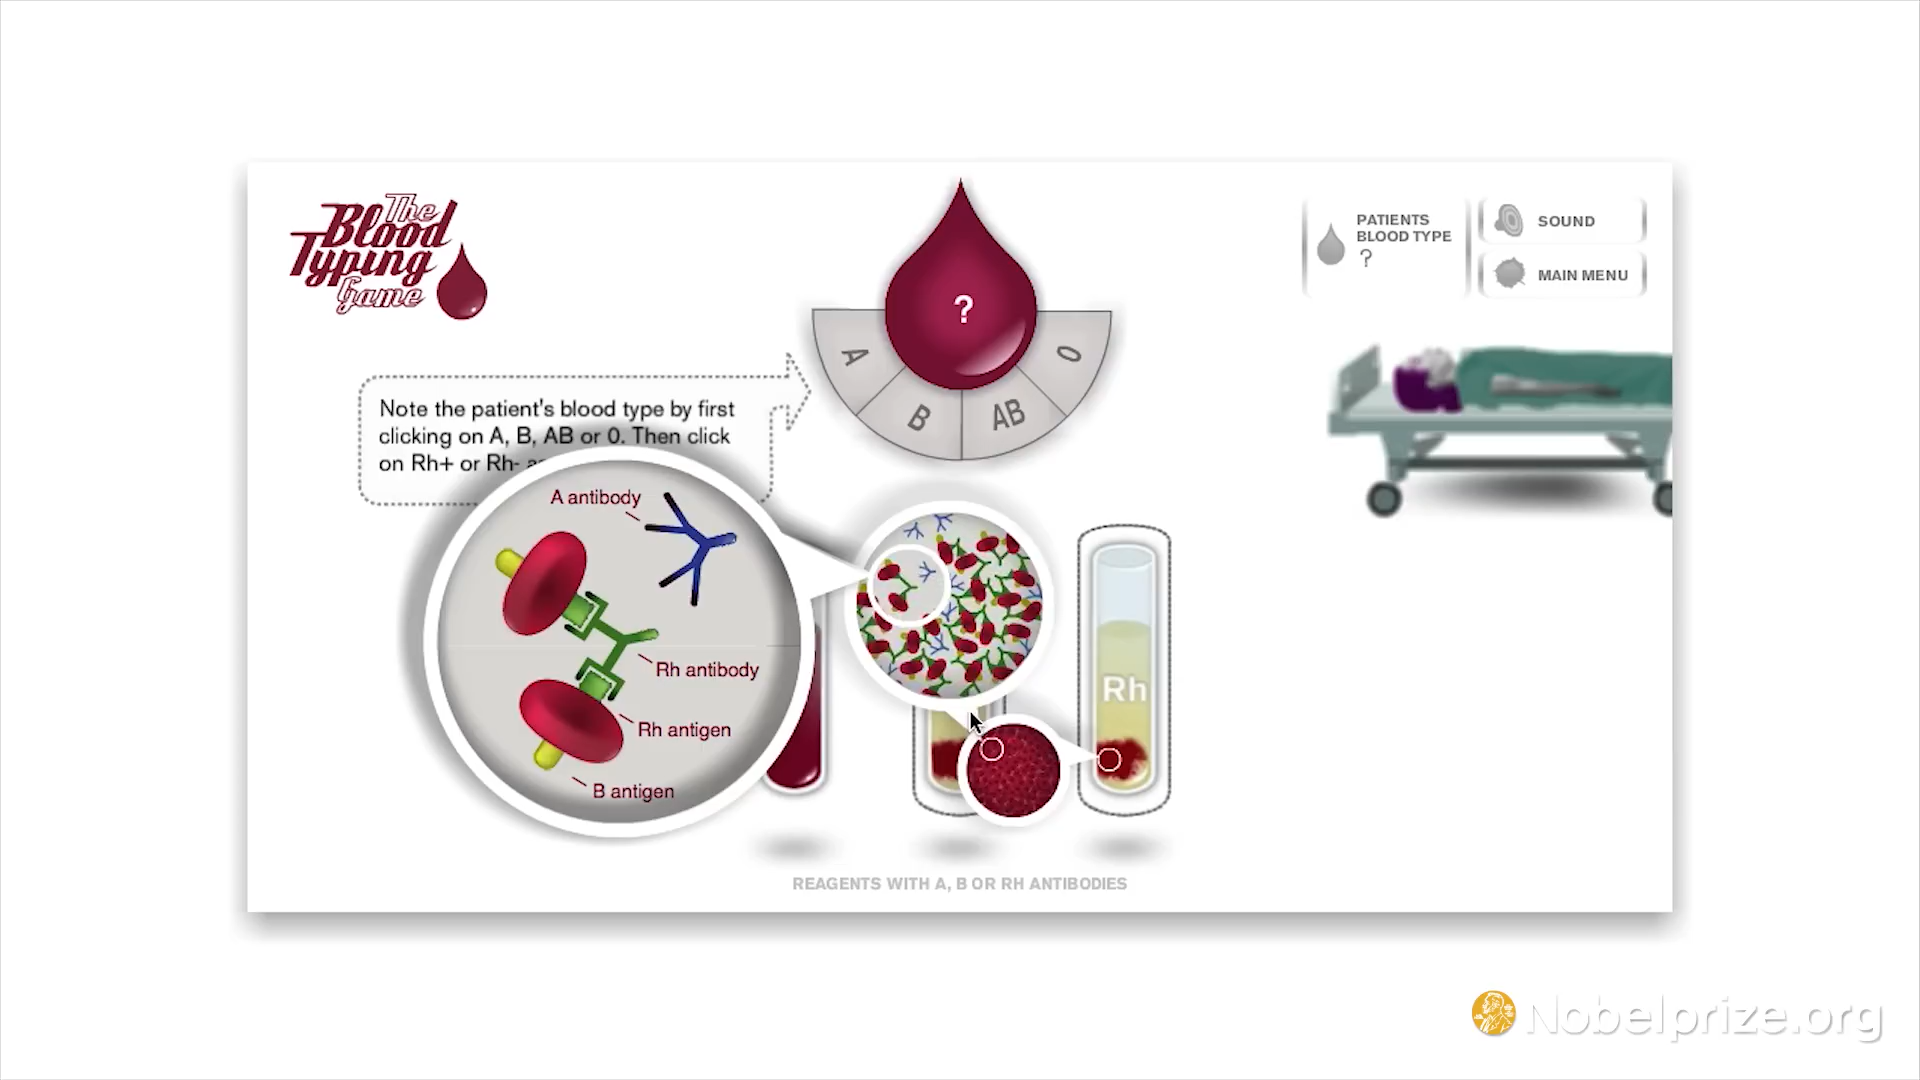 The
Blood
Typing
Game
?
A
B
AB
0
PATIENTS
BLOOD TYPE
?
SOUND
MAIN MENU
Note the patient's blood type by first
clicking on A, B, AB or 0. Then click
on Rh+ or Rh-
A antibody
Rh antibody
Rh antigen
B antigen
Rh
REAGENTS WITH A, B OR RH ANTIBODIES
Nobelprize.org